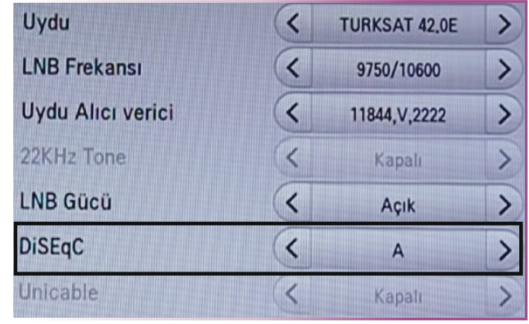 Uydu TURKSAT 42.0E
LNB Frekansı 9750/10600
Uydu Alıcı verici 11844,V,2222
22KHz Tone Kapalı
LNB Gücü Açık
DiSEqC A
Unicable Kapalı